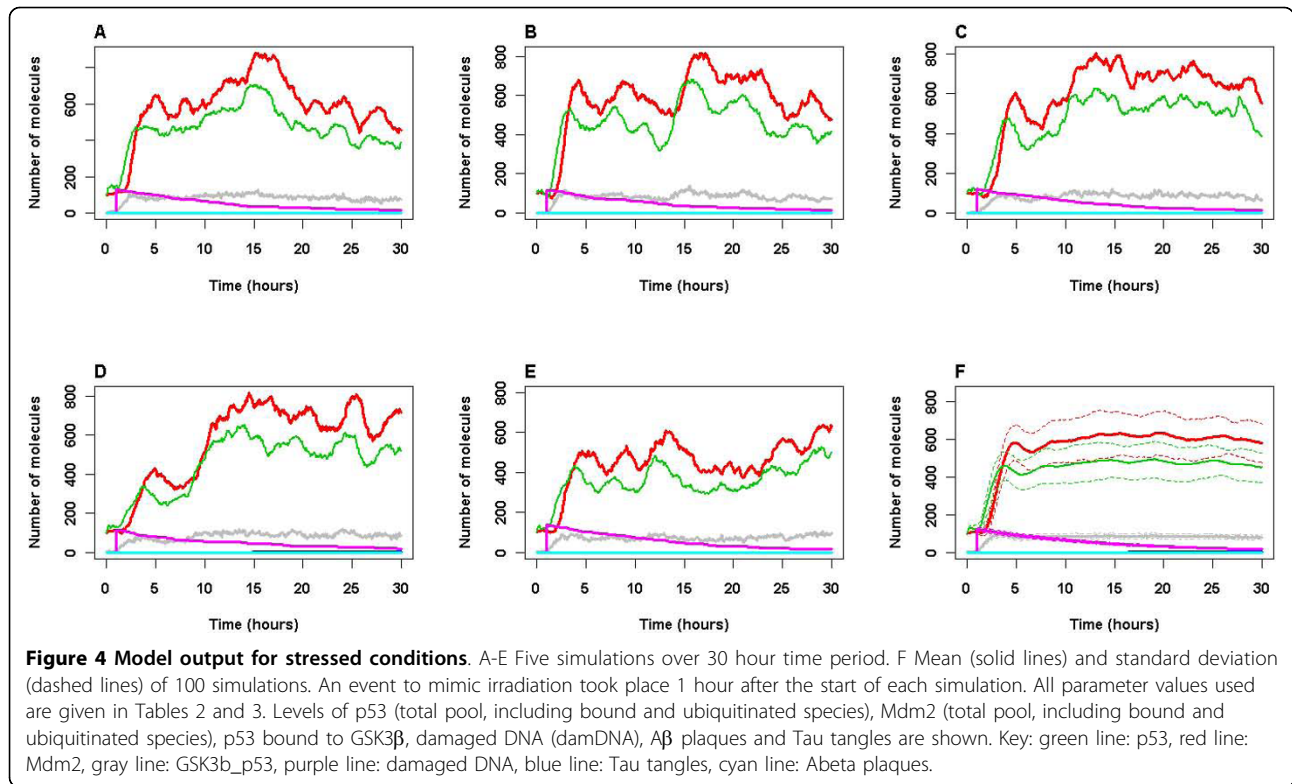 A
Number of molecules
600
200
0
0 5 10 15 20 25 30
Time (hours)
B
Number of molecules
800
600
400
200
0
0 5 10 15 20 25 30
Time (hours)
C
Number of molecules
800
600
400
200
0
0 5 10 15 20 25 30
Time (hours)
D
Number of molecules
800
600
400
200
0
0 5 10 15 20 25 30
Time (hours)
E
Number of molecules
800
600
400
200
0
0 5 10 15 20 25 30
Time (hours)
F
Number of molecules
800
600
400
200
0
0 5 10 15 20 25 30
Time (hours)
Figure 4 Model output for stressed conditions. A-E Five simulations over 30 hour time period. F Mean (solid lines) and standard deviation
(dashed lines) of 100 simulations. An event to mimic irradiation took place 1 hour after the start of each simulation. All parameter values used
are given in Tables 2 and 3. Levels of p53 (total pool, including bound and ubiquitinated species), Mdm2 (total pool, including bound and
ubiquitinated species), p53 bound to GSK3β, damaged DNA (damDNA), Aβ plaques and Tau tangles are shown. Key: green line: p53, red line:
Mdm2, gray line: GSK3b_p53, purple line: damaged DNA, blue line: Tau tangles, cyan line: Abeta plaques.